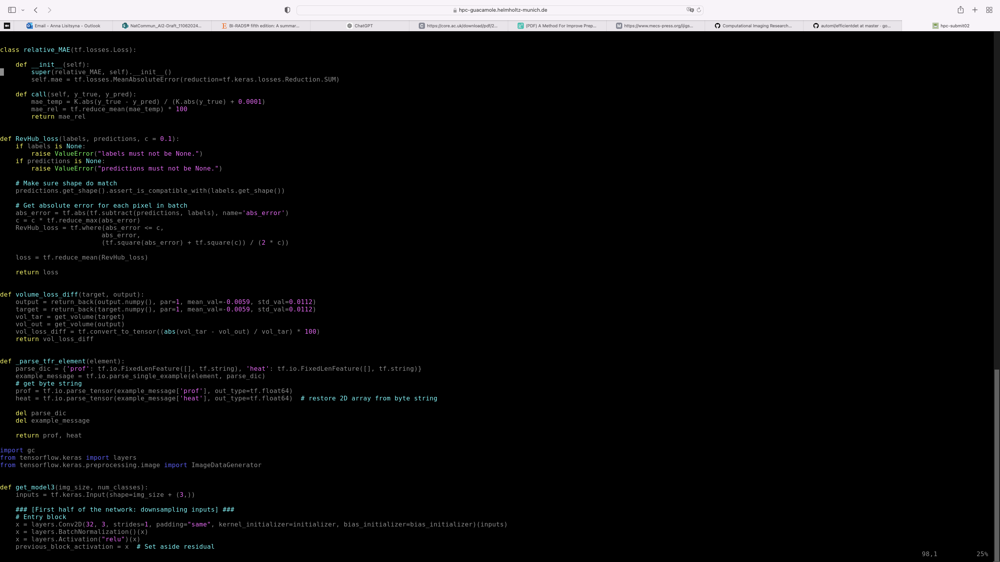 hpc-guacamole.helmholtz-munich.de
Email - Anna Lisitsyna - Outlook
NatCommun_AI2-Draft_11062024...
BI-RADS® fifth edition: A summar...
ChatGPT
https://core.ac.uk/download/pdf/2...
(PDF) A Method For Improve Prep...
https://www.mecs-press.org/ijigs...
Computational Imaging Research...
automl/efficientdet at master · go...
hpc-submit02
class relative_MAE(tf.losses.Loss):
    def __init__(self):
        super(relative_MAE, self).__init__()
        self.mae = tf.losses.MeanAbsoluteError(reduction=tf.keras.losses.Reduction.SUM)
    def call(self, y_true, y_pred):
        mae_temp = K.abs(y_true - y_pred) / (K.abs(y_true) + 0.0001)
        mae_rel = tf.reduce_mean(mae_temp) * 100
        return mae_rel
def RevHub_loss(labels, predictions, c = 0.1):
    if labels is None:
        raise ValueError("labels must not be None.")
    if predictions is None:
        raise ValueError("predictions must not be None.")
    # Make sure shape do match
    predictions.get_shape().assert_is_compatible_with(labels.get_shape())
    # Get absolute error for each pixel in batch
    abs_error = tf.abs(tf.subtract(predictions, labels), name='abs_error')
    c = c * tf.reduce_max(abs_error)
    RevHub_loss = tf.where(abs_error <= c,
                          abs_error,
                          (tf.square(abs_error) + tf.square(c)) / (2 * c))
    loss = tf.reduce_mean(RevHub_loss)
    return loss
def volume_loss_diff(target, output):
    output = return_back(output.numpy(), par=1, mean_val=-0.0059, std_val=0.0112)
    target = return_back(target.numpy(), par=1, mean_val=-0.0059, std_val=0.0112)
    vol_tar = get_volume(target)
    vol_out = get_volume(output)
    vol_loss_diff = tf.convert_to_tensor((abs(vol_tar - vol_out) / vol_tar) * 100)
    return vol_loss_diff
def _parse_tfr_element(element):
    parse_dic = {'prof': tf.io.FixedLenFeature([], tf.string), 'heat': tf.io.FixedLenFeature([], tf.string)}
    example_message = tf.io.parse_single_example(element, parse_dic)
    # get byte string
    prof = tf.io.parse_tensor(example_message['prof'], out_type=tf.float64)
    heat = tf.io.parse_tensor(example_message['heat'], out_type=tf.float64)  # restore 2D array from byte string
    del parse_dic
    del example_message
    return prof, heat
import gc
from tensorflow.keras import layers
from tensorflow.keras.preprocessing.image import ImageDataGenerator
def get_model3(img_size, num_classes):
    inputs = tf.keras.Input(shape=img_size + (3,))
    ### [First half of the network: downsampling inputs] ###
    # Entry block
    x = layers.Conv2D(32, 3, strides=1, padding="same", kernel_initializer=initializer, bias_initializer=bias_initializer)(inputs)
    x = layers.BatchNormalization()(x)
    x = layers.Activation("relu")(x)
    previous_block_activation = x  # Set aside residual
98,1 25%